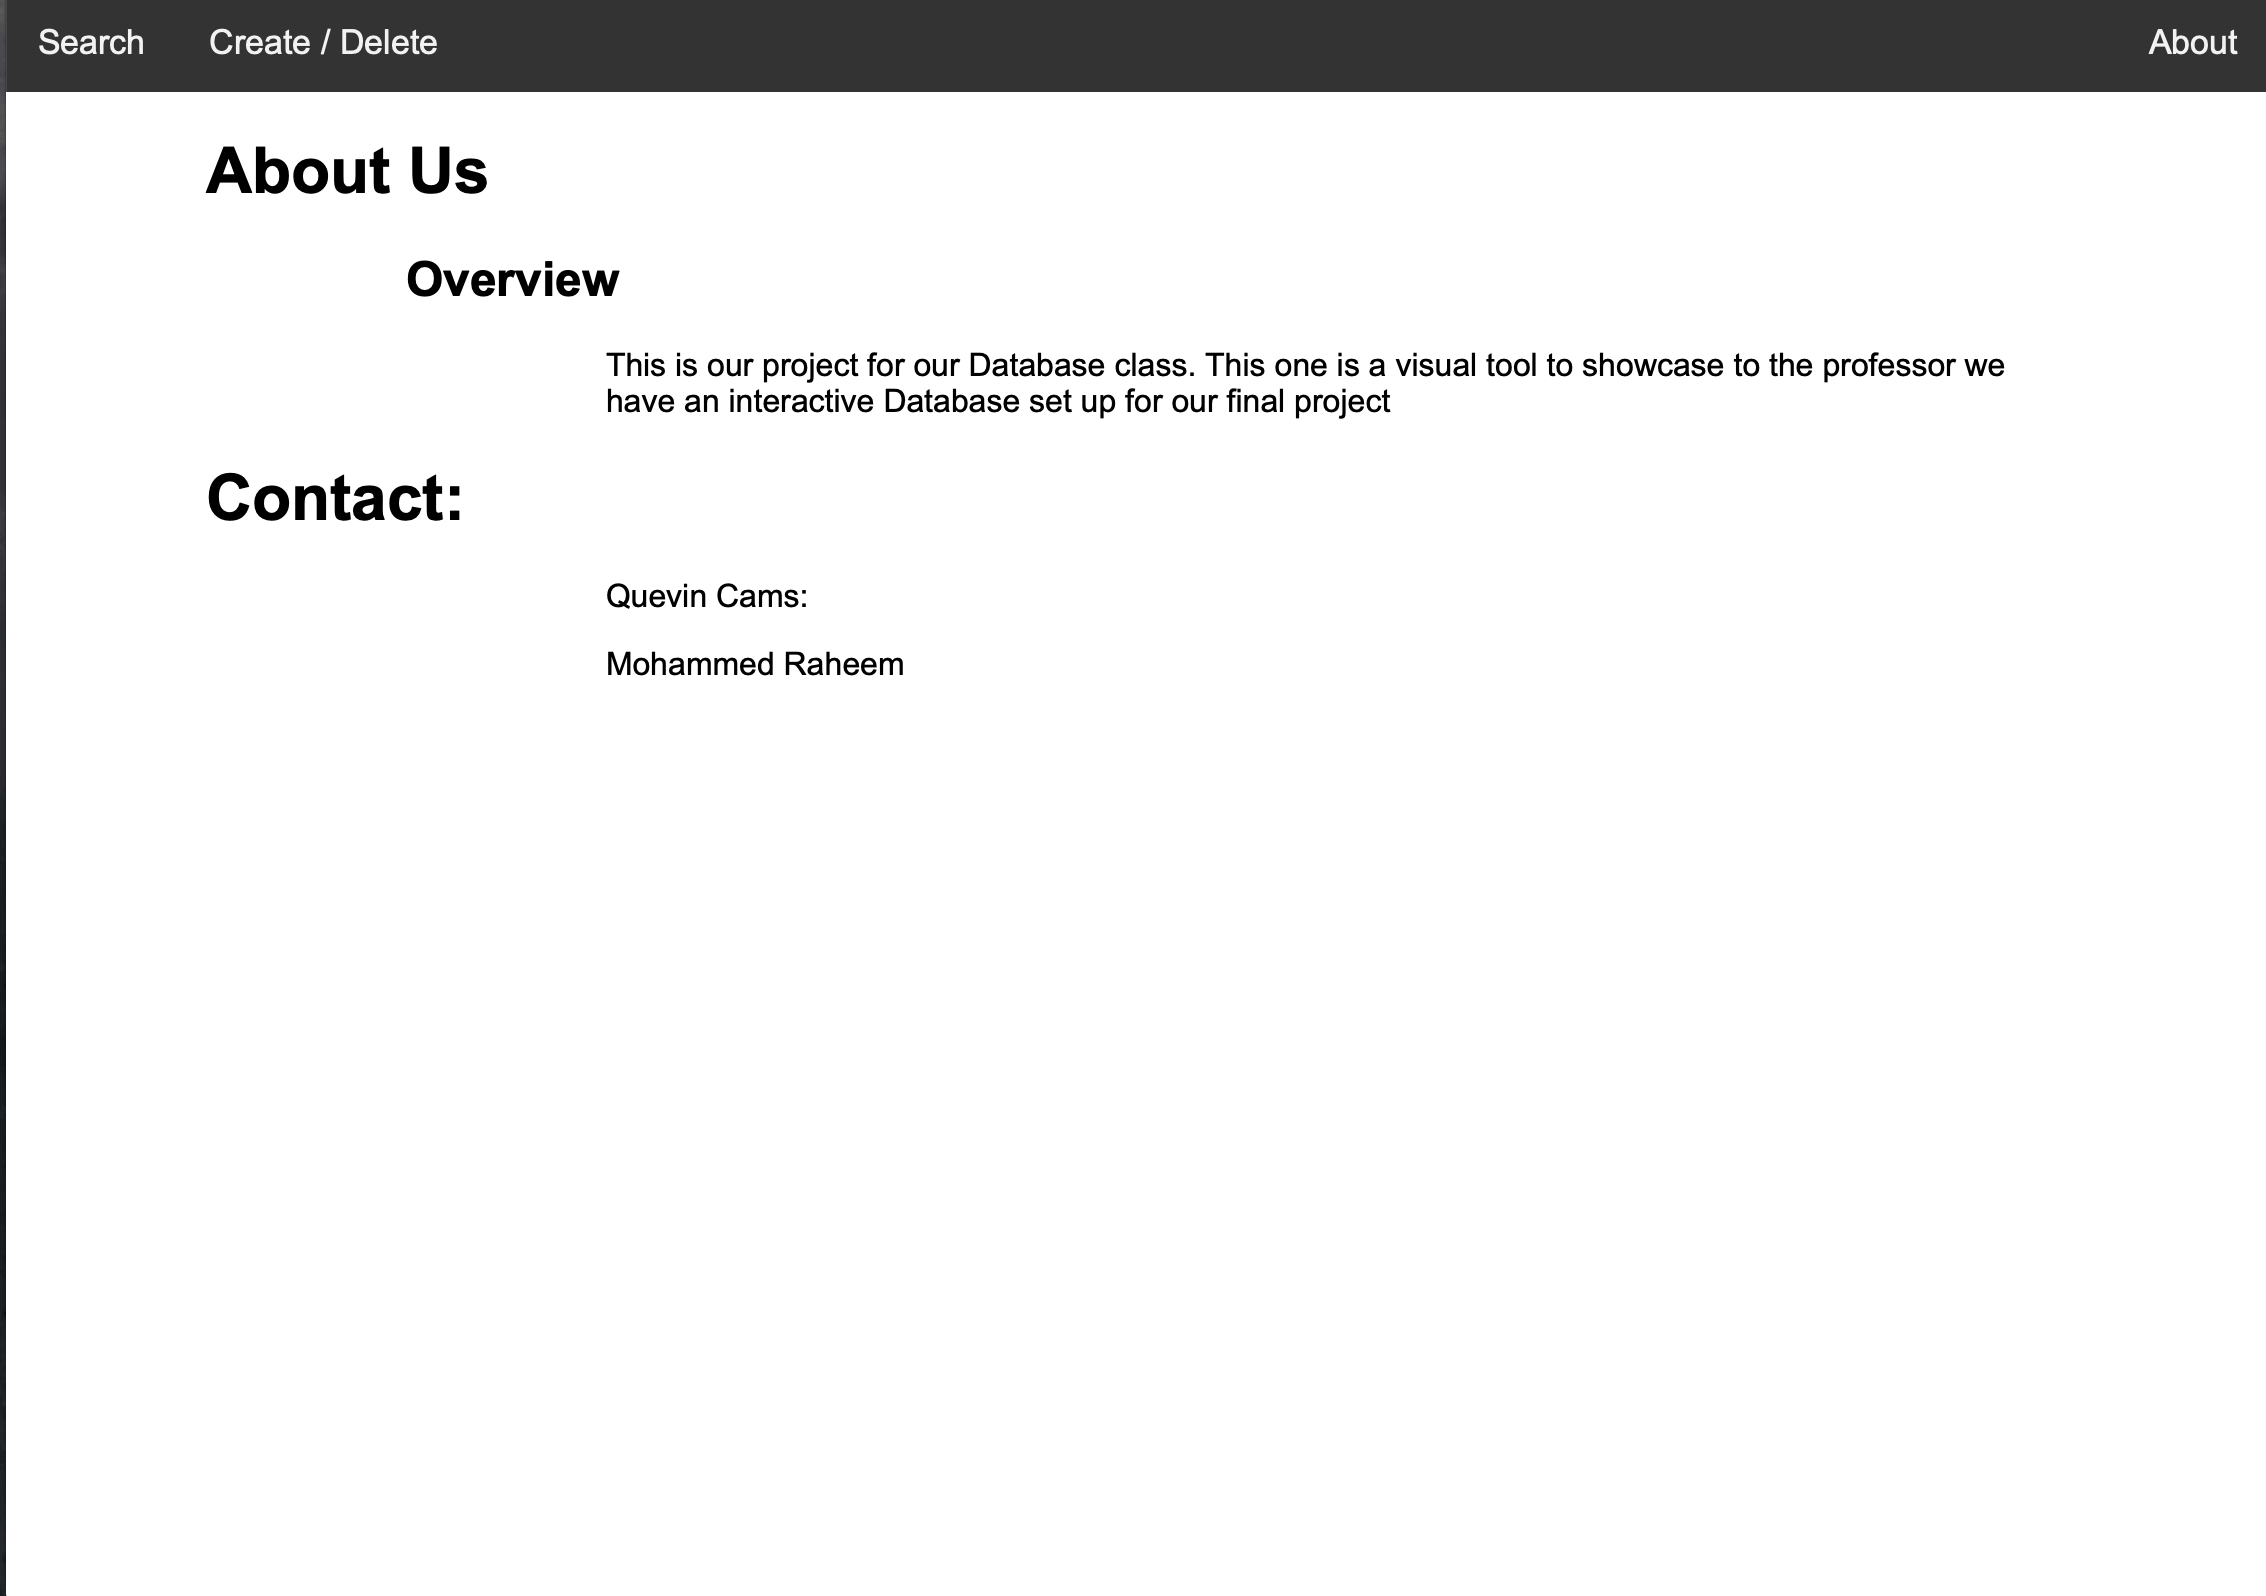 Search Create / Delete About
About Us
Overview
This is our project for our Database class. This one is a visual tool to showcase to the professor we
have an interactive Database set up for our final project
Contact:
Quevin Cams:
Mohammed Raheem